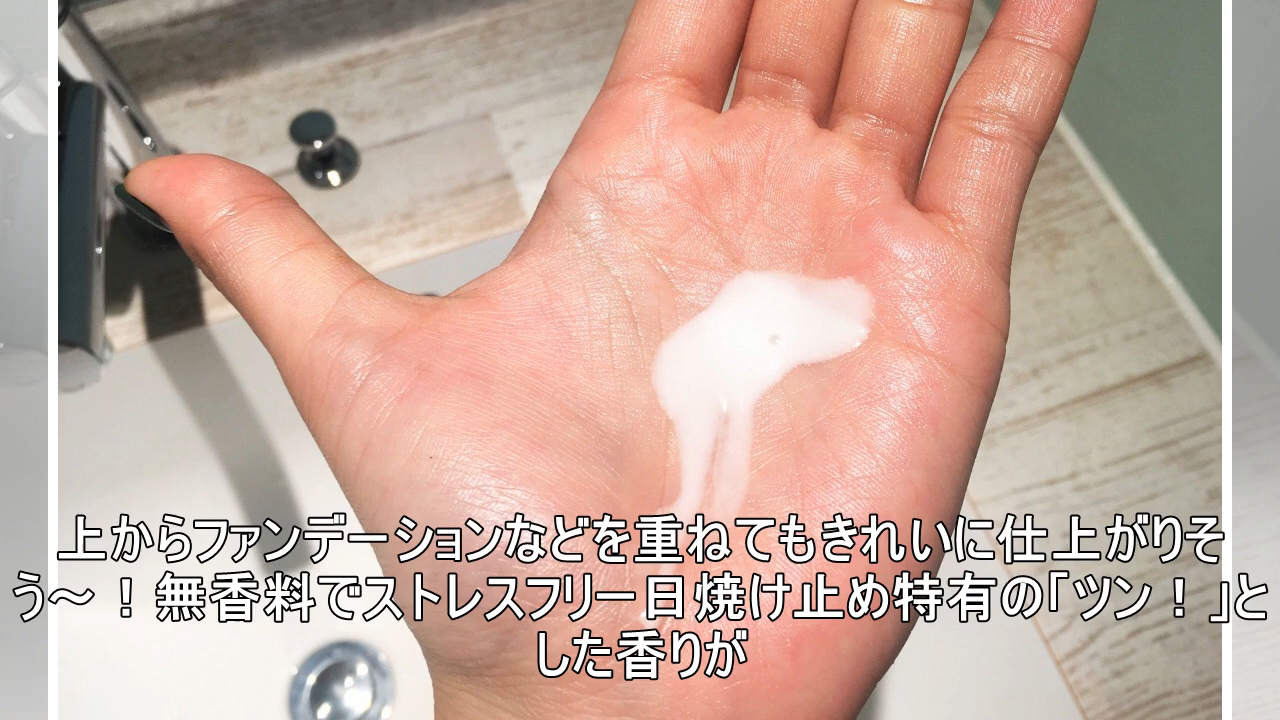 上からファンデーションなどを重ねてもきれいに仕上がりそ
う～！無香料でストレスフリー日焼け止め特有の「ツン！」と
した香りが